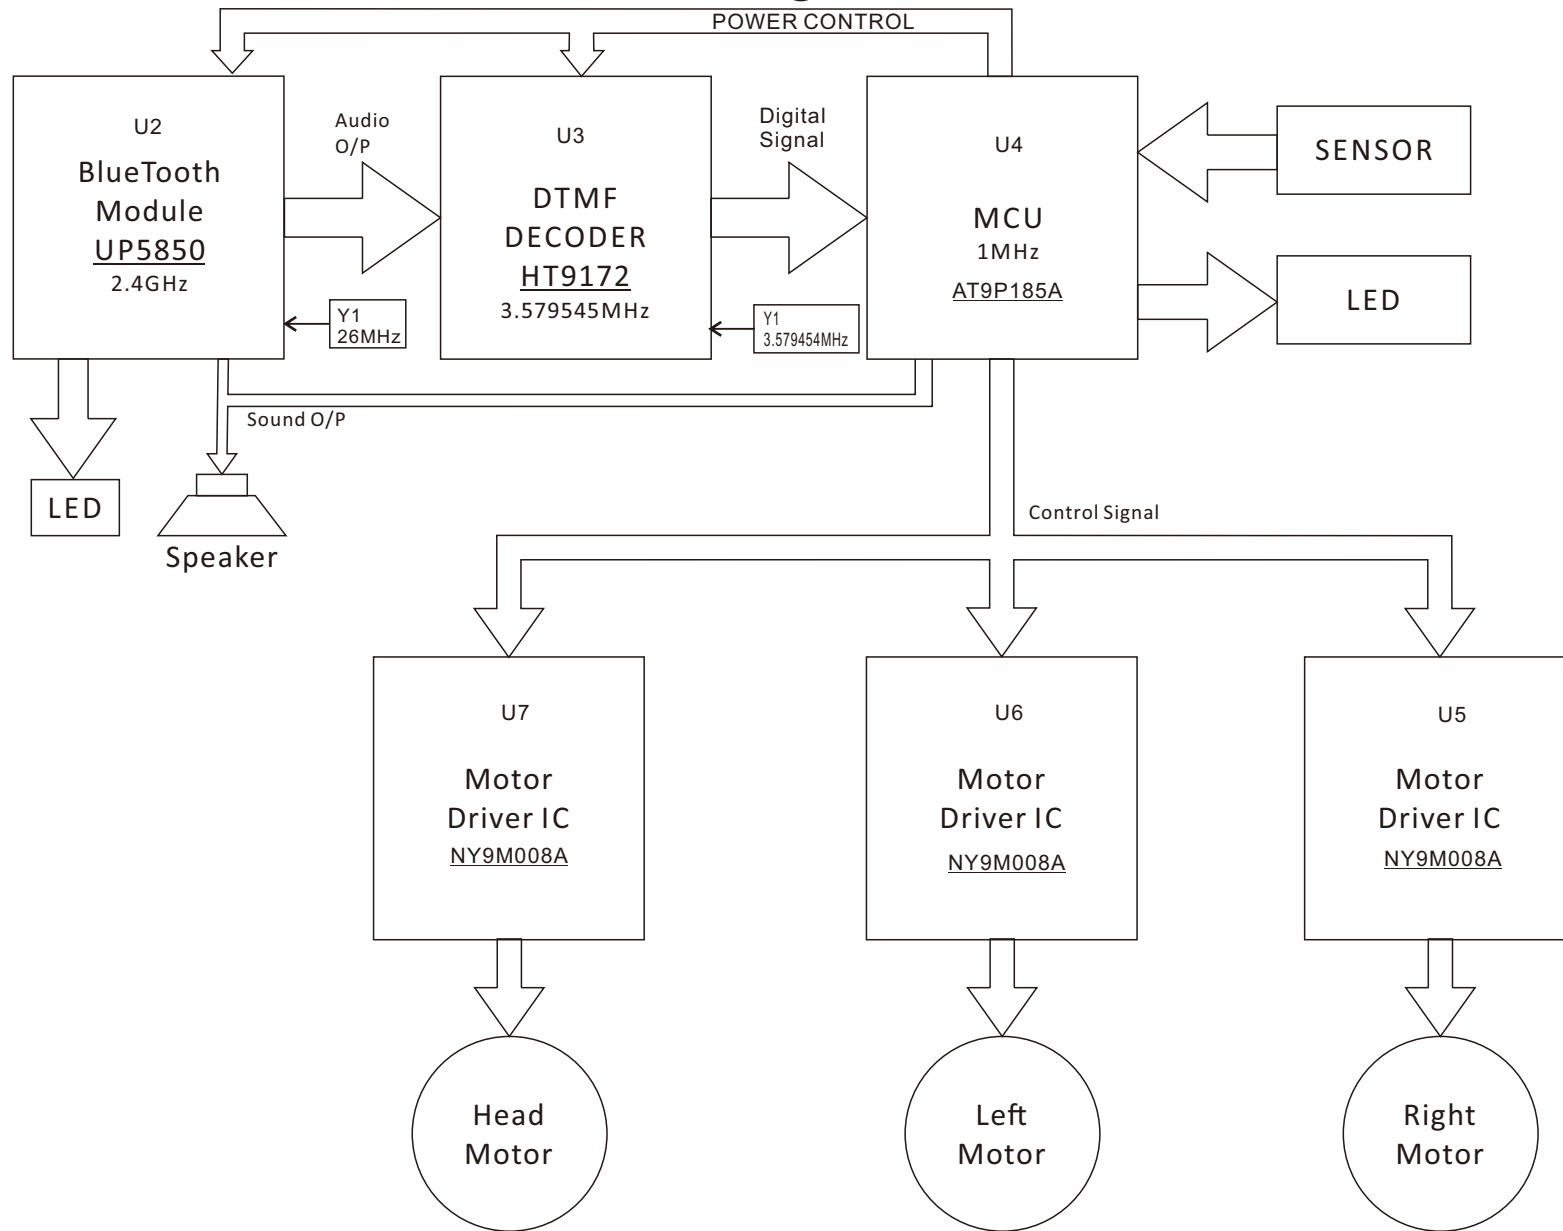 POWER CONTROL
U2
BlueTooth
Module
UP5850
2.4GHz
Audio
O/P
U3
DTMF
DECODER
HT9172
3.579545MHz
Digital
Signal
U4
MCU
1MHz
AT9P185A
SENSOR
LED
Y1
26MHz
Y1
3.579454MHz
Sound O/P
LED
Speaker
Control Signal
U7
Motor
Driver IC
NY9M008A
U6
Motor
Driver IC
NY9M008A
U5
Motor
Driver IC
NY9M008A
Head
Motor
Left
Motor
Right
Motor